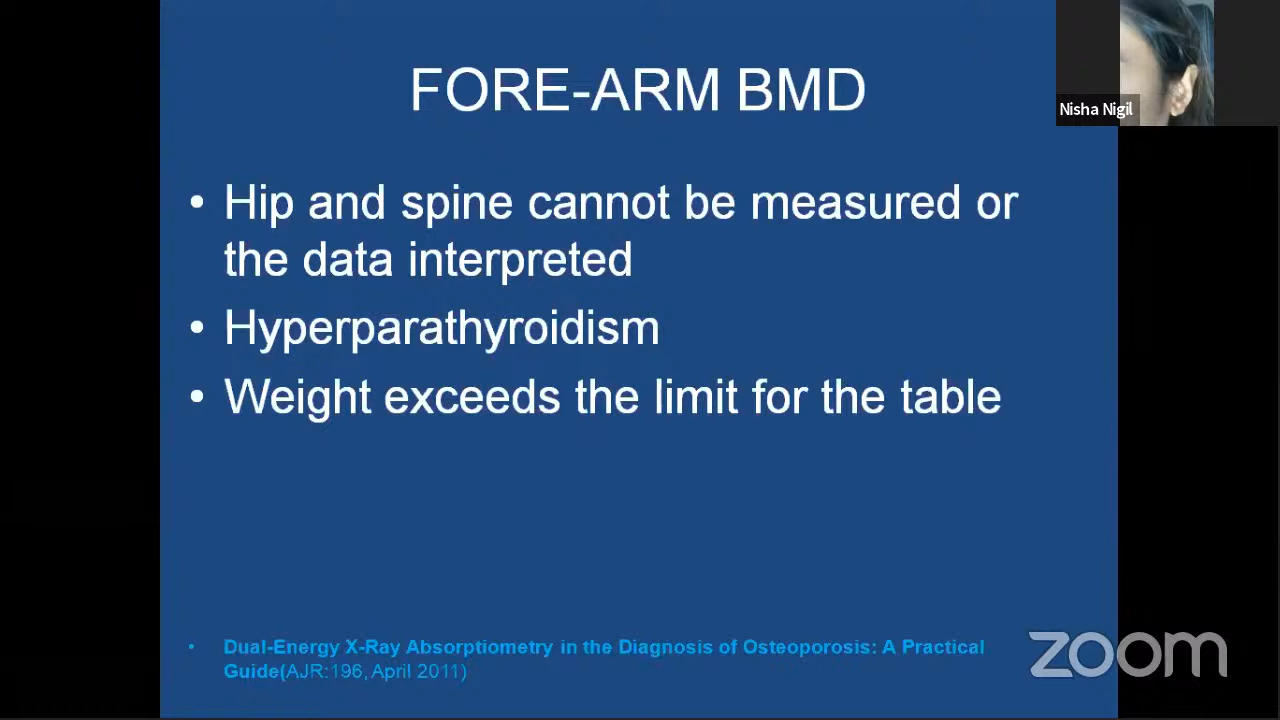 FORE-ARM BMD
Nisha Nigil
• Hip and spine cannot be measured or
the data interpreted
• Hyperparathyroidism
• Weight exceeds the limit for the table
• Dual-Energy X-Ray Absorptiometry in the Diagnosis of Osteoporosis: A Practical
Guide(AJR:196, April 2011)
zoom